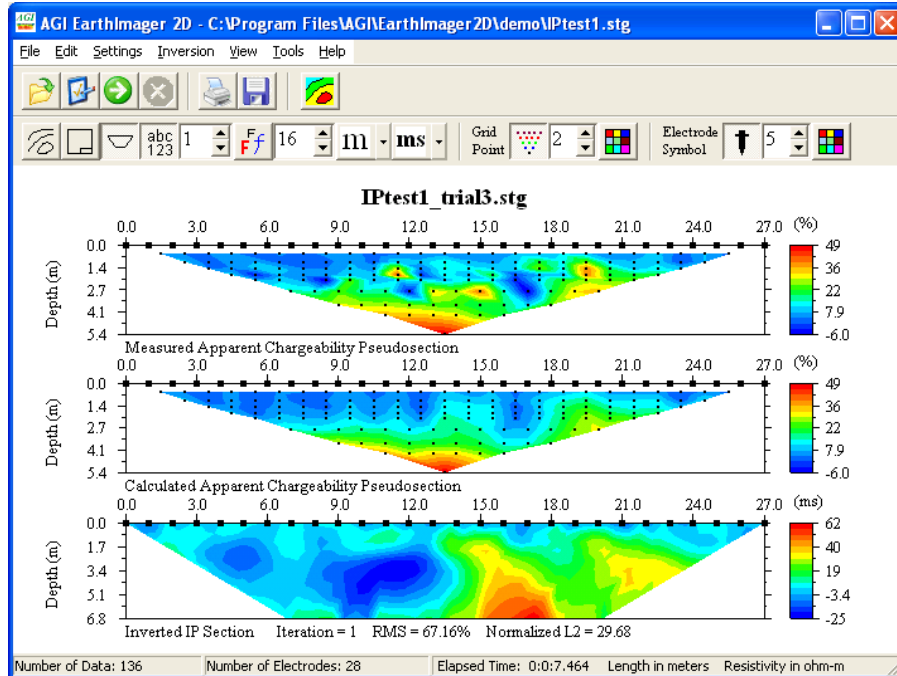 AGI EarthImager 2D - C:\Program Files\AGI\EarthImager2D\demo\IPtest1.stg
File Edit Settings Inversion View Tools Help
abc 123 1 F F f 16 m ms Grid Point 2 Electrode Symbol 5
IPtest1_trial3.stg
0.0 3.0 6.0 9.0 12.0 15.0 18.0 21.0 24.0 27.0 (%)
0.0 49
1.4 36
Depth (m) 2.7 22
4.1 7.9
5.4 -6.0
Measured Apparent Chargeability Pseudosection
0.0 3.0 6.0 9.0 12.0 15.0 18.0 21.0 24.0 27.0 (%)
0.0 49
1.4 36
Depth (m) 2.7 22
4.1 7.9
5.4 -6.0
Calculated Apparent Chargeability Pseudosection
0.0 3.0 6.0 9.0 12.0 15.0 18.0 21.0 24.0 27.0 (ms)
0.0 62
1.7 40
Depth (m) 3.4 19
5.1 -3.4
6.8 -25
Inverted IP Section Iteration = 1 RMS = 67.16% Normalized L2 = 29.68
Number of Data: 136 Number of Electrodes: 28 Elapsed Time: 0:0:7.464 Length in meters Resistivity in ohm-m